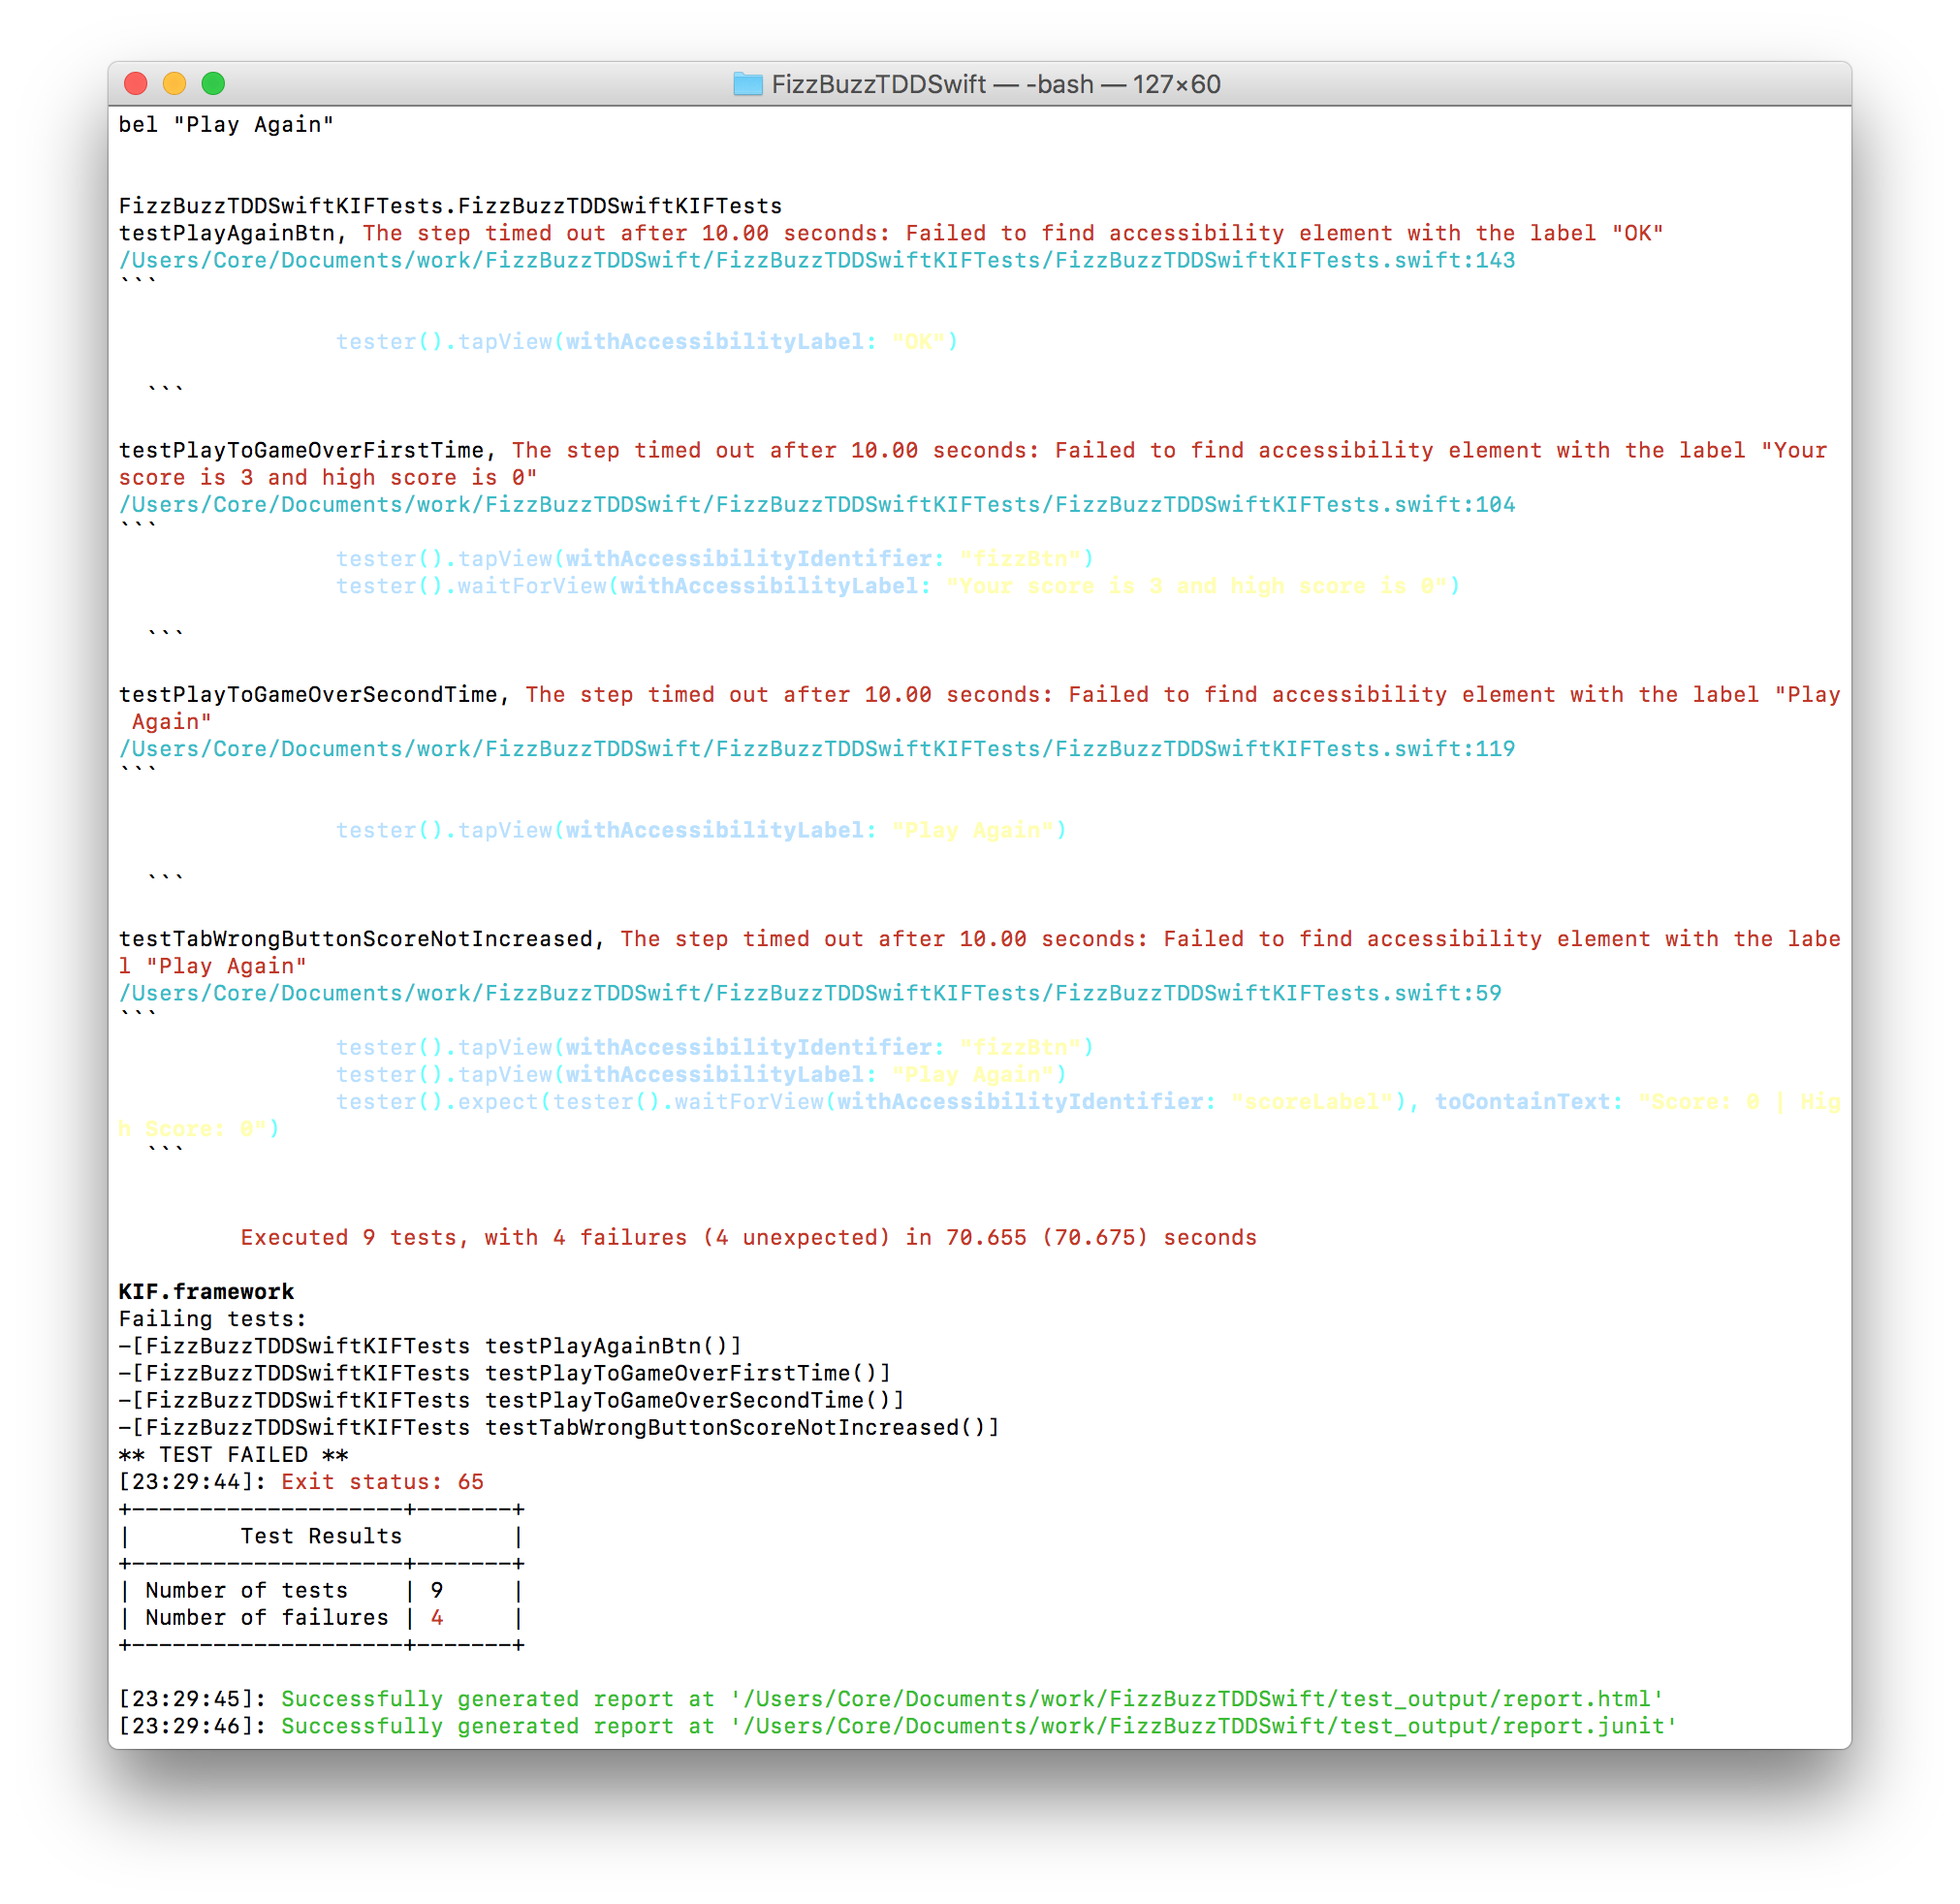 FizzBuzzTDDSwift — -bash — 127×60
bel "Play Again"
FizzBuzzTDDSwiftKIFTests.FizzBuzzTDDSwiftKIFTests
testPlayAgainBtn, The step timed out after 10.00 seconds: Failed to find accessibility element with the label "OK"
/Users/Core/Documents/work/FizzBuzzTDDSwift/FizzBuzzTDDSwiftKIFTests/FizzBuzzTDDSwiftKIFTests.swift:143
```
tester().tapView(withAccessibilityLabel: "OK")
```
testPlayToGameOverFirstTime, The step timed out after 10.00 seconds: Failed to find accessibility element with the label "Your
score is 3 and high score is 0"
/Users/Core/Documents/work/FizzBuzzTDDSwift/FizzBuzzTDDSwiftKIFTests/FizzBuzzTDDSwiftKIFTests.swift:104
```
tester().tapView(withAccessibilityIdentifier: "fizzBtn")
tester().waitForView(withAccessibilityLabel: "Your score is 3 and high score is 0")
```
testPlayToGameOverSecondTime, The step timed out after 10.00 seconds: Failed to find accessibility element with the label "Play
Again"
/Users/Core/Documents/work/FizzBuzzTDDSwift/FizzBuzzTDDSwiftKIFTests/FizzBuzzTDDSwiftKIFTests.swift:119
```
tester().tapView(withAccessibilityLabel: "Play Again")
```
testTabWrongButtonScoreNotIncreased, The step timed out after 10.00 seconds: Failed to find accessibility element with the labe
l "Play Again"
/Users/Core/Documents/work/FizzBuzzTDDSwift/FizzBuzzTDDSwiftKIFTests/FizzBuzzTDDSwiftKIFTests.swift:59
```
tester().tapView(withAccessibilityIdentifier: "fizzBtn")
tester().tapView(withAccessibilityLabel: "Play Again")
tester().expect(tester().waitForView(withAccessibilityIdentifier: "scoreLabel"), toContainText: "Score: 0 | Hig
h Score: 0")
```
Executed 9 tests, with 4 failures (4 unexpected) in 70.655 (70.675) seconds
KIF.framework
Failing tests:
-[FizzBuzzTDDSwiftKIFTests testPlayAgainBtn()]
-[FizzBuzzTDDSwiftKIFTests testPlayToGameOverFirstTime()]
-[FizzBuzzTDDSwiftKIFTests testPlayToGameOverSecondTime()]
-[FizzBuzzTDDSwiftKIFTests testTabWrongButtonScoreNotIncreased()]
** TEST FAILED **
[23:29:44]: Exit status: 65
+--------------------+-------+
|        Test Results        |
+--------------------+-------+
| Number of tests    | 9     |
| Number of failures | 4     |
+--------------------+-------+
[23:29:45]: Successfully generated report at '/Users/Core/Documents/work/FizzBuzzTDDSwift/test_output/report.html'
[23:29:46]: Successfully generated report at '/Users/Core/Documents/work/FizzBuzzTDDSwift/test_output/report.junit'